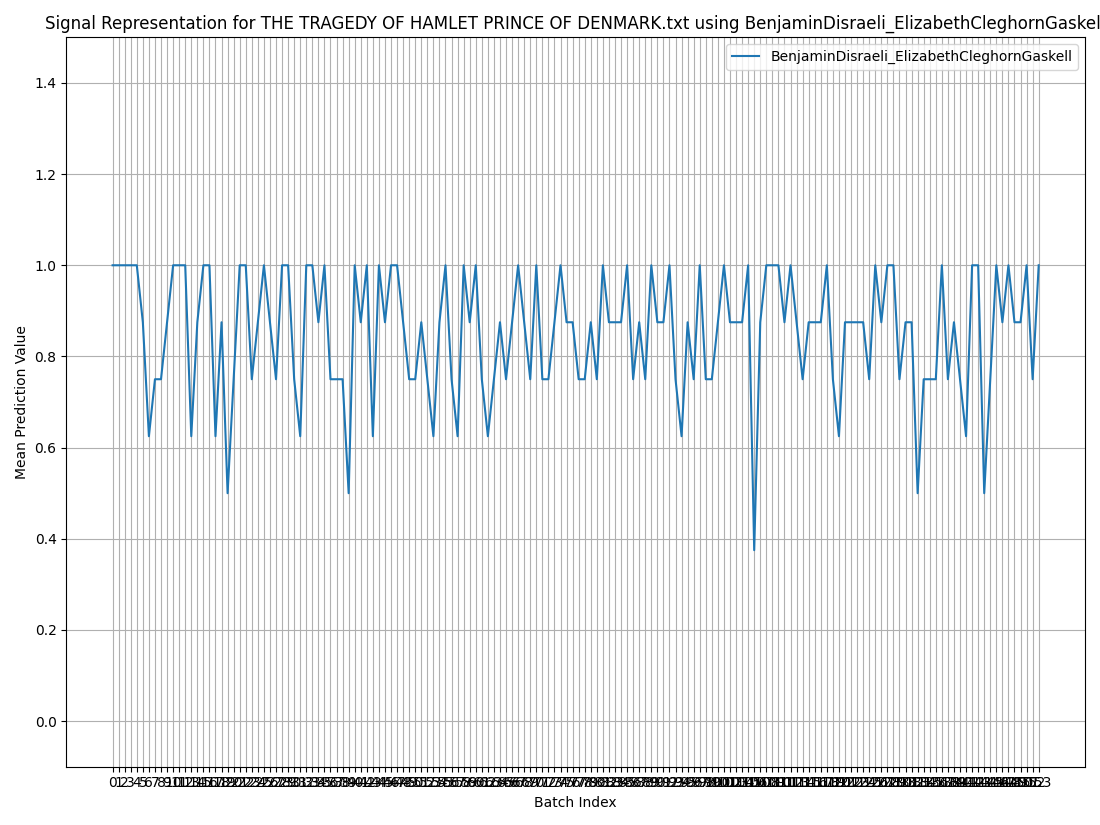 Signal Representation for THE TRAGEDY OF HAMLET PRINCE OF DENMARK.txt using BenjaminDisraeli_ElizabethCleghornGaskel
BenjaminDisraeli_ElizabethCleghornGaskell
1.4
1.2
1.0
0.8
0.6
0.4
0.2
0.0
Mean Prediction Value
Batch Index